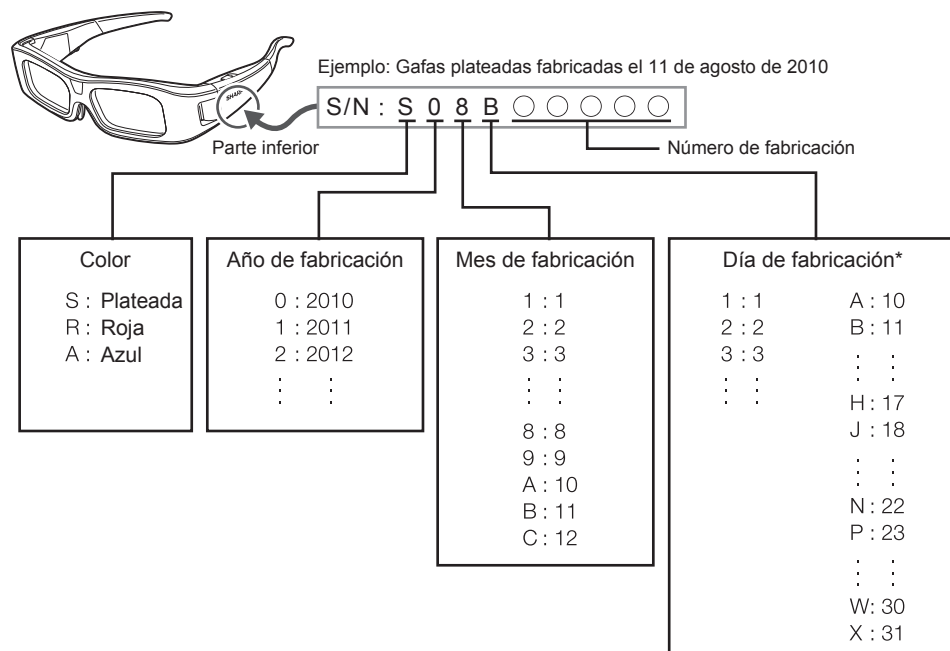 Ejemplo: Gafas plateadas fabricadas el 11 de agosto de 2010
SHARP
S/N : S 0 8 B ○ ○ ○ ○ ○
Parte inferior
Número de fabricación
Color
S : Plateada
R : Roja
A : Azul
Año de fabricación
0 : 2010
1 : 2011
2 : 2012
Mes de fabricación
1 : 1
2 : 2
3 : 3
8 : 8
9 : 9
A : 10
B : 11
C : 12
Día de fabricación*
1 : 1
2 : 2
3 : 3
A : 10
B : 11
H : 17
J : 18
N : 22
P : 23
W: 30
X : 31